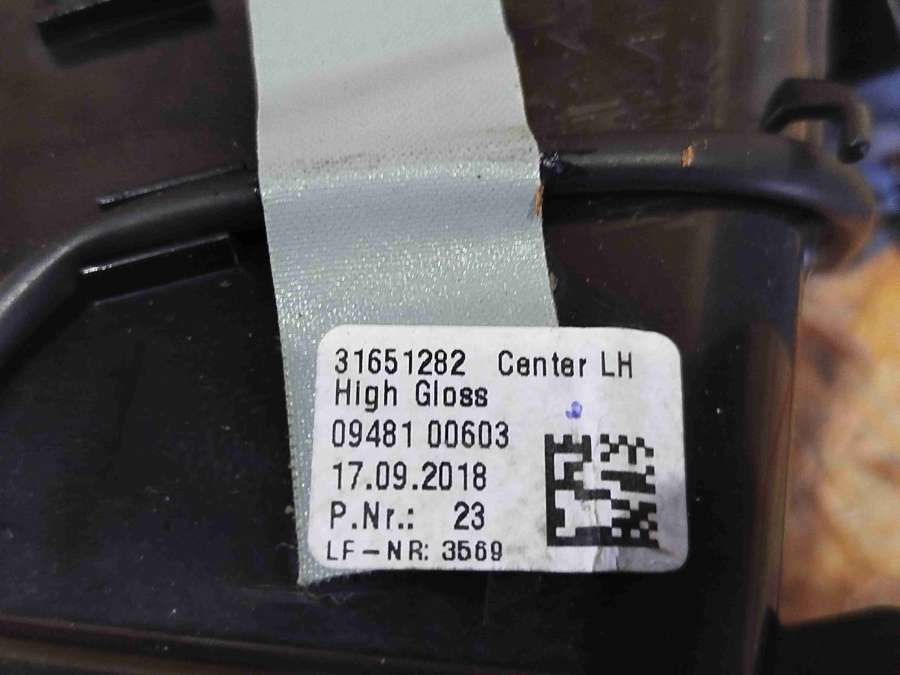 31651282 Center LH
High Gloss
09481 00603
17.09.2018
P.Nr.: 23
LF-NR: 3569